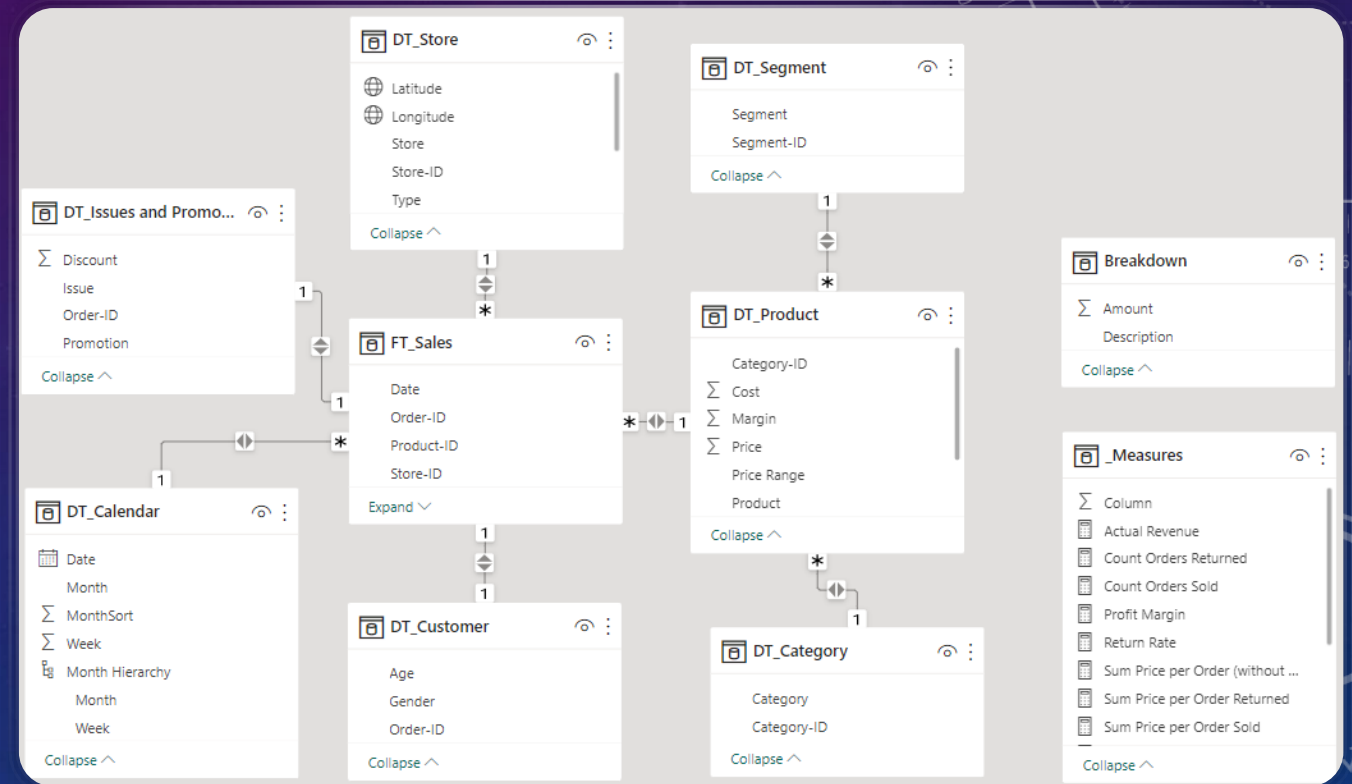 DT_Store
Latitude
Longitude
Store
Store-ID
Type
Collapse
DT_Segment
Segment
Segment-ID
Collapse
DT_Issues and Promo...
Discount
Issue
Order-ID
Promotion
Collapse
1
1
*
1
1
*
Breakdown
Amount
Description
Collapse
FT_Sales
Date
Order-ID
Product-ID
Store-ID
Expand
*
1
DT_Product
Category-ID
Cost
Margin
Price
Price Range
Product
Collapse
*
1
_Measures
Column
Actual Revenue
Count Orders Returned
Count Orders Sold
Profit Margin
Return Rate
Sum Price per Order (without ...
Sum Price per Order Returned
Sum Price per Order Sold
Collapse
DT_Calendar
Date
Month
MonthSort
Week
Month Hierarchy
Month
Week
Collapse
1
1
DT_Customer
Age
Gender
Order-ID
Collapse
*
1
DT_Category
Category
Category-ID
Collapse